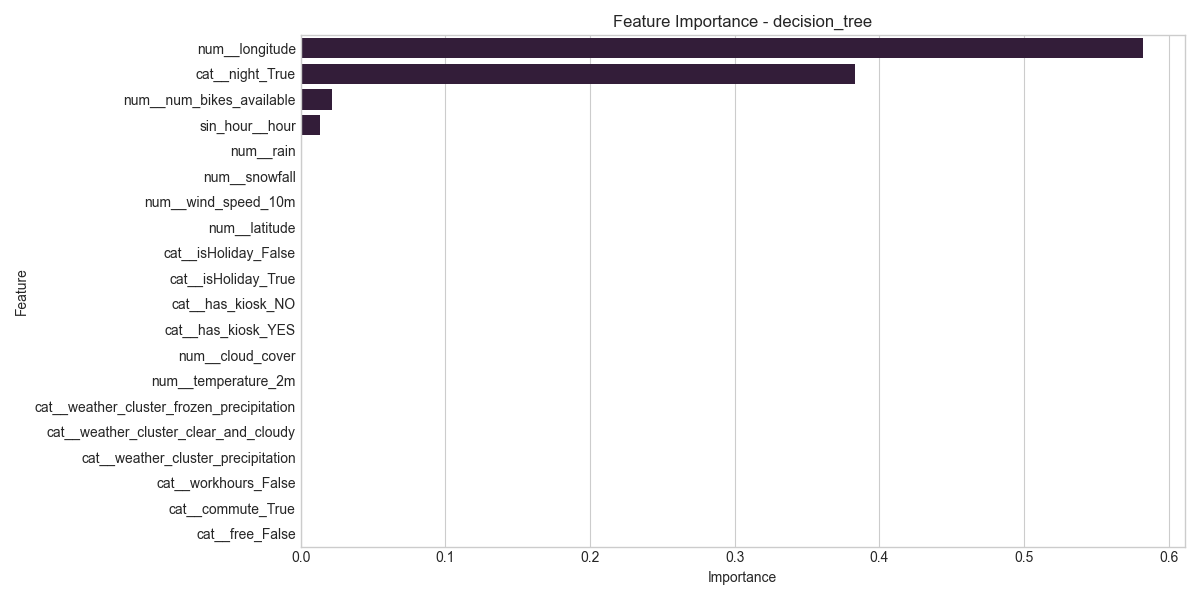 Feature Importance - decision_tree
Feature
num__longitude
cat__night_True
num__num_bikes_available
sin_hour__hour
num__rain
num__snowfall
num__wind_speed_10m
num__latitude
cat__isHoliday_False
cat__isHoliday_True
cat__has_kiosk_NO
cat__has_kiosk_YES
num__cloud_cover
num__temperature_2m
cat__weather_cluster_frozen_precipitation
cat__weather_cluster_clear_and_cloudy
cat__weather_cluster_precipitation
cat__workhours_False
cat__commute_True
cat__free_False
0.0 0.1 0.2 0.3 0.4 0.5 0.6
Importance